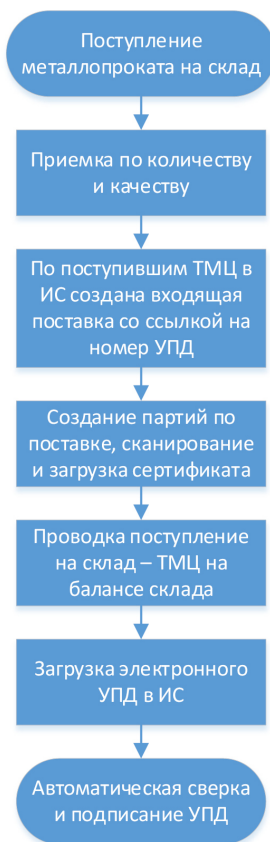 Поступление
металлопроката на склад
Приемка по количеству
и качеству
По поступившим ТМЦ в
ИС создана входящая
поставка со ссылкой на
номер УПД
Создание партий по
поставке, сканирование
и загрузка сертификата
Проводка поступление
на склад – ТМЦ на
балансе склада
Загрузка электронного
УПД в ИС
Автоматическая сверка
и подписание УПД